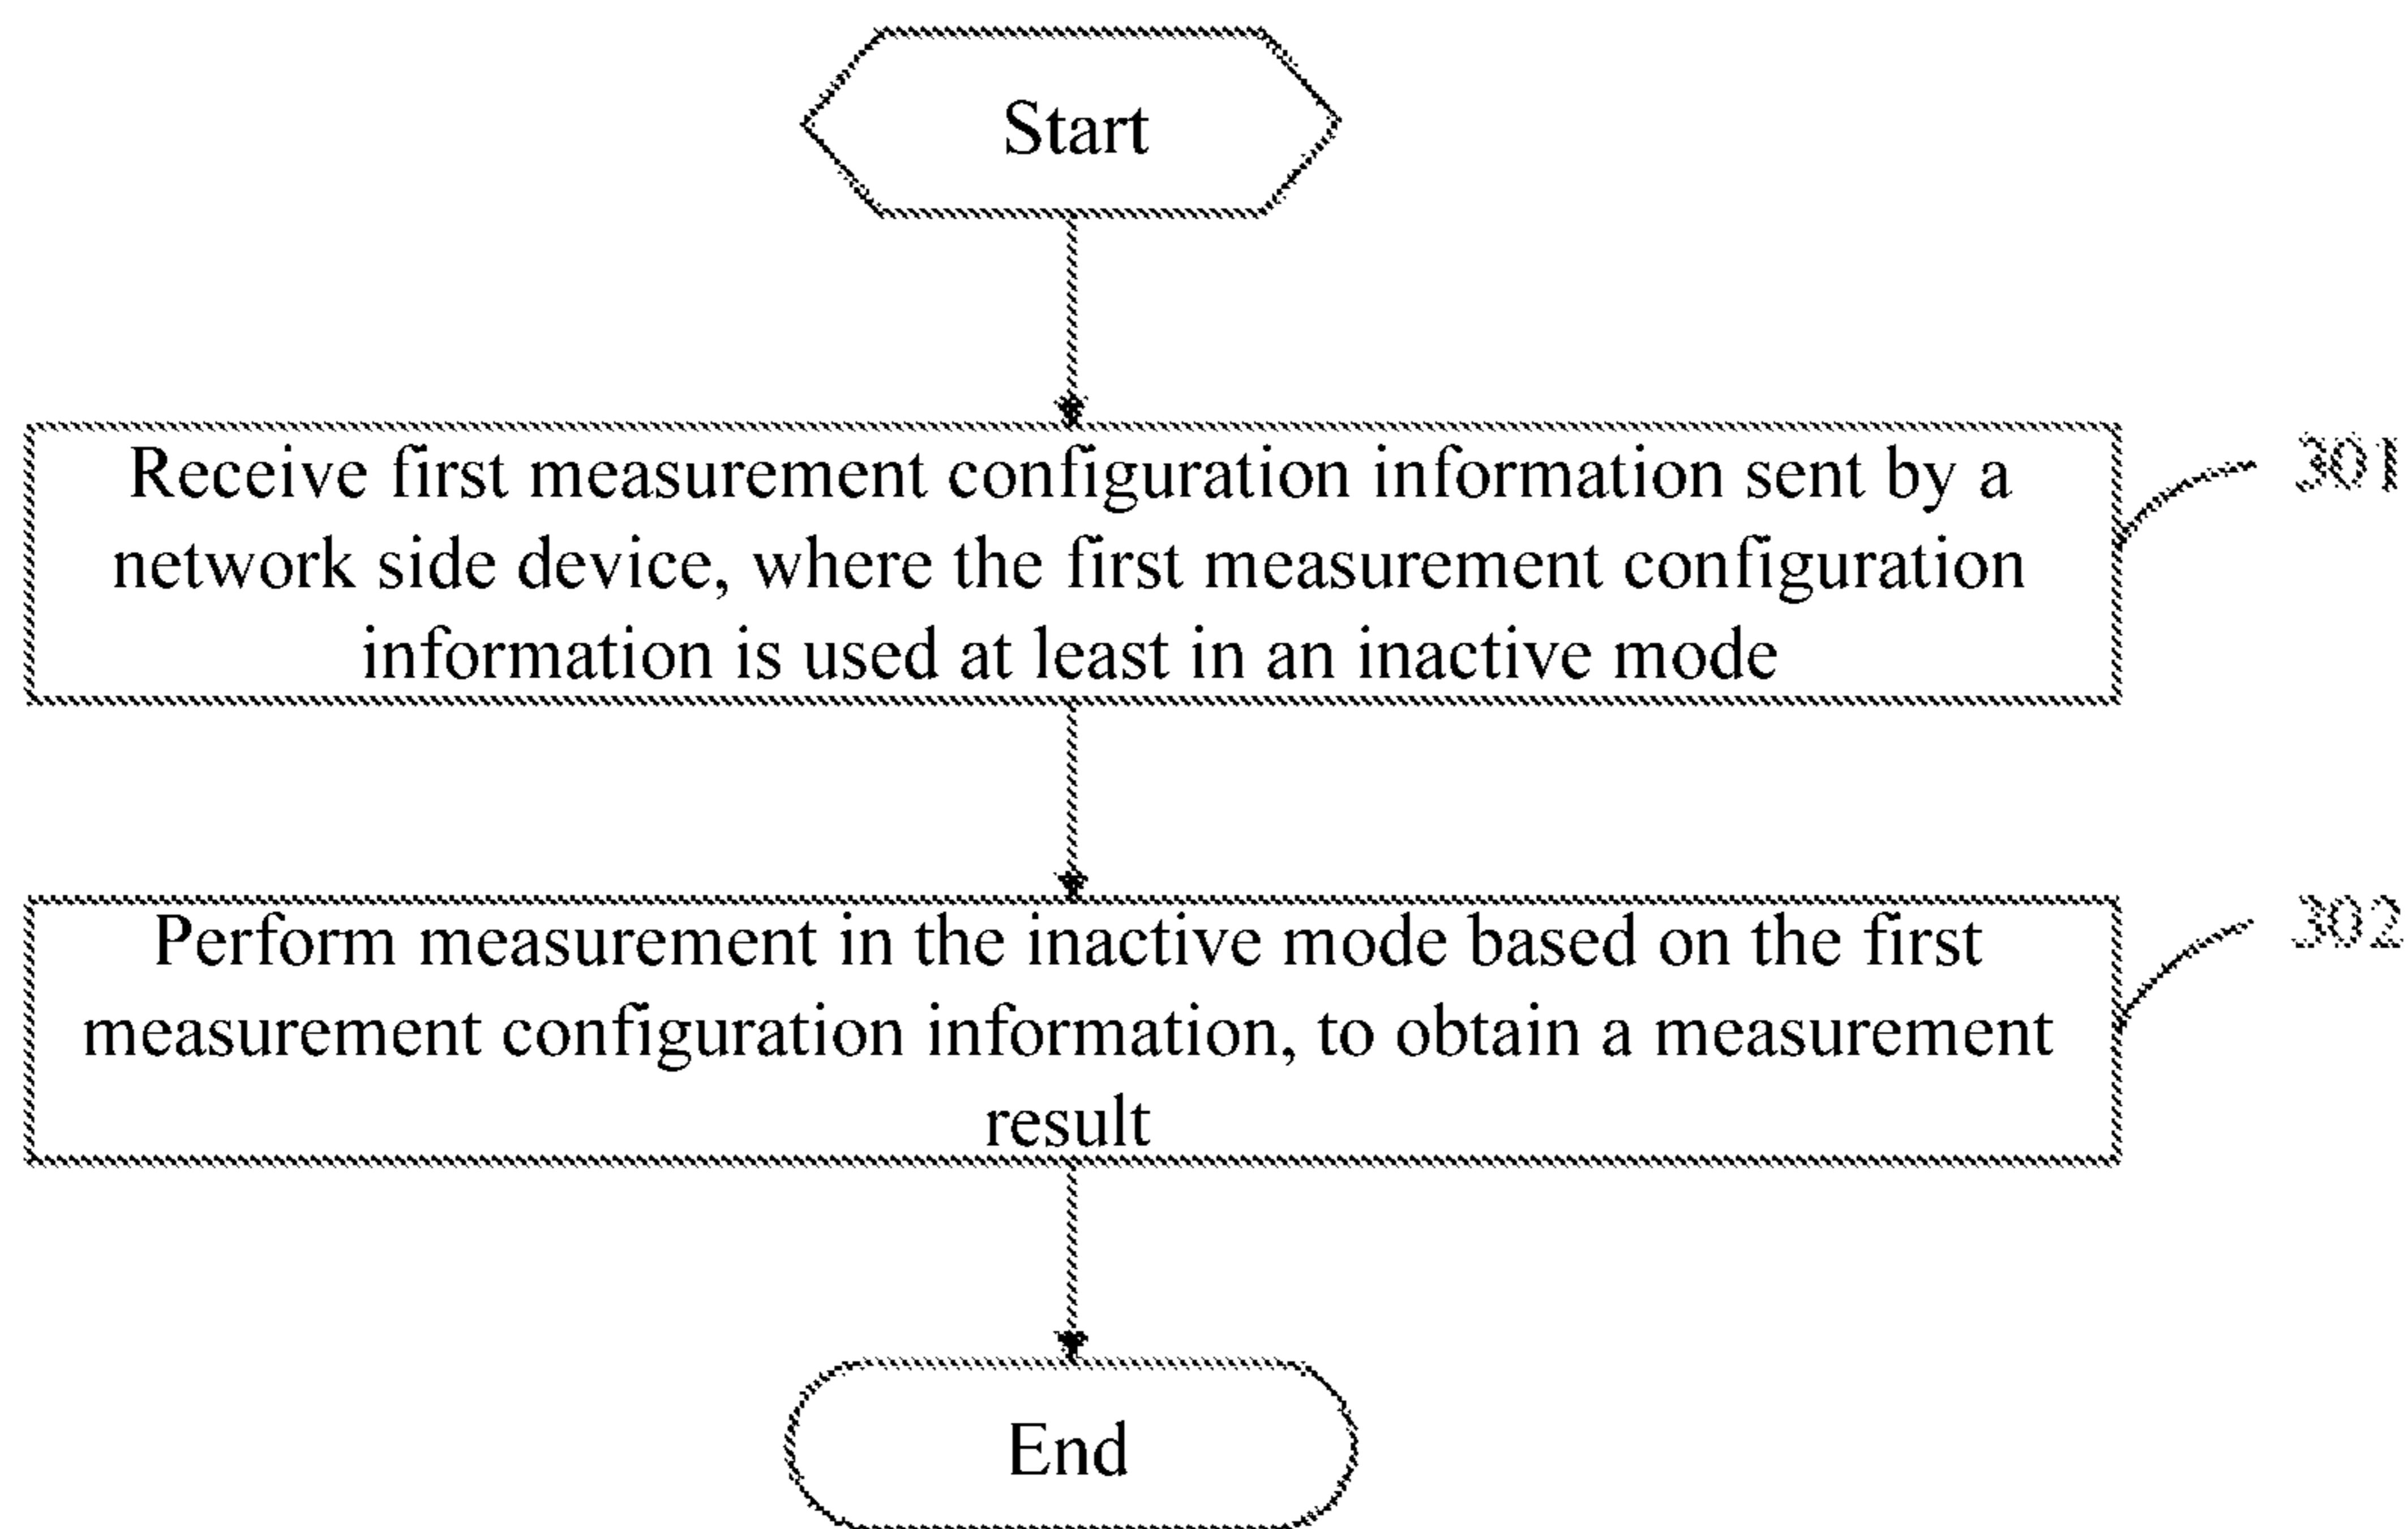 Start
Receive first measurement configuration information sent by a
network side device, where the first measurement configuration
information is used at least in an inactive mode
301
Perform measurement in the inactive mode based on the first
measurement configuration information, to obtain a measurement
result
302
End